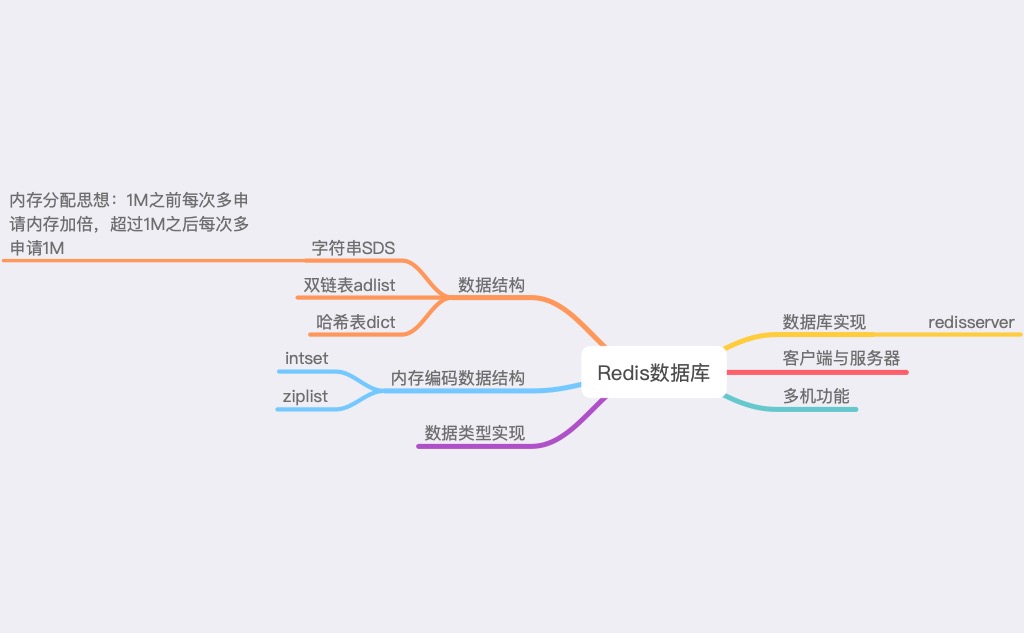 内存分配思想：1M之前每次多申
请内存加倍，超过1M之后每次多
申请1M
字符串SDS
双链表adlist
数据结构
哈希表dict
intset
内存编码数据结构
ziplist
数据类型实现
Redis数据库
数据库实现
redisserver
客户端与服务器
多机功能